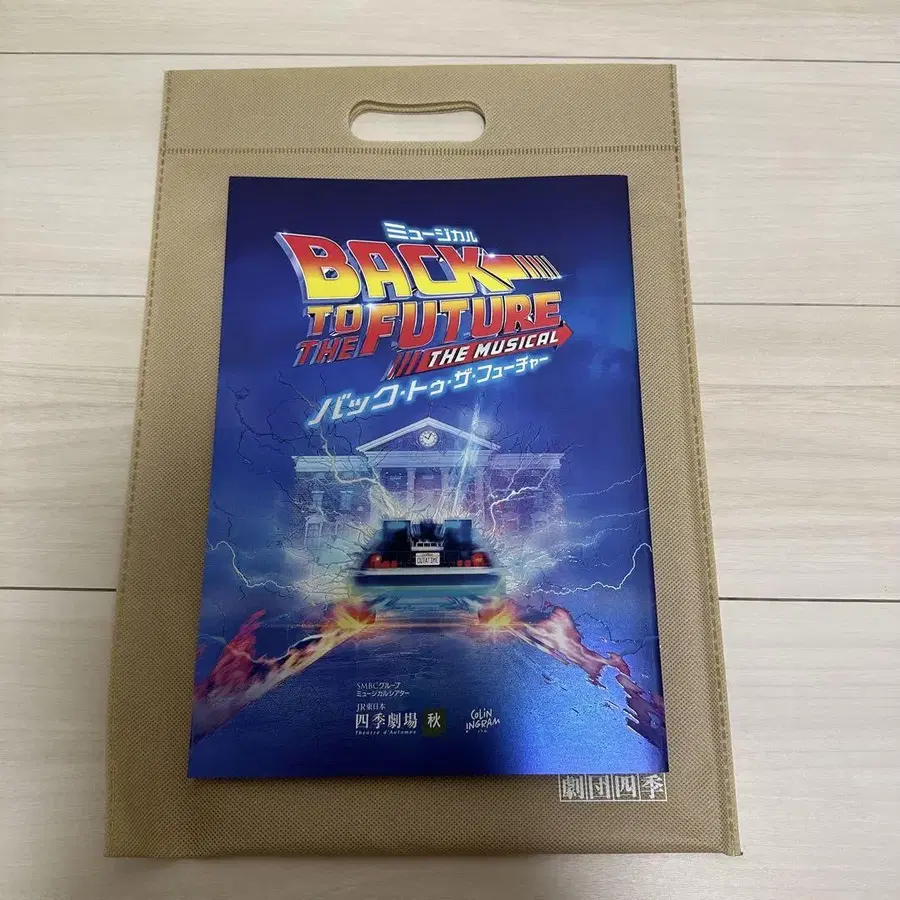 ミュージカル
BACK
TO THE FUTURE
THE MUSICAL
バック・トゥ・ザ・フューチャー
OUTATIME
SMBCグループ
ミュージカルシアター
JR東日本
四季劇場 秋
Théâtre d'Automne
COLIN
INGRAM
LTD.
劇団四季